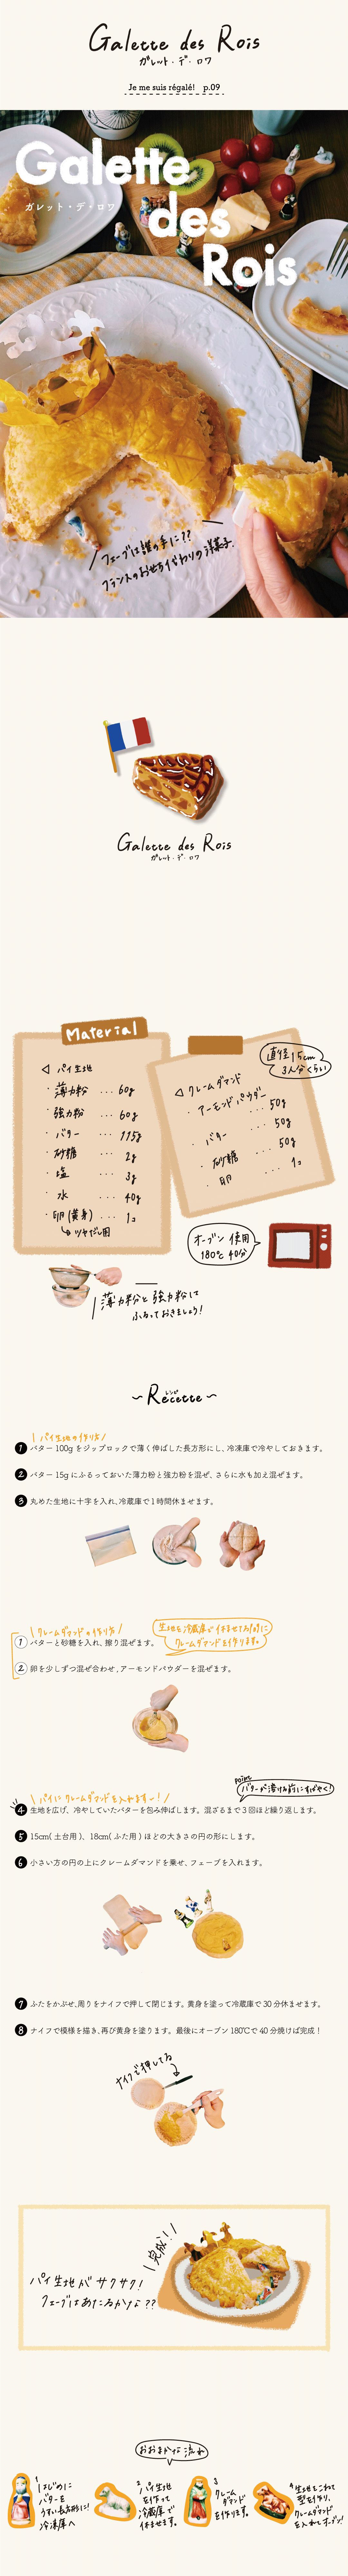 Galette des Rois
ガレット・デ・ロワ
Je me suis régalé! p.09
Galette
ガレット・デ・ロワ
des
Rois
フェーブは誰の手に??
フランスのおせち代わりの洋菓子.
Galette des Rois
ガレット・デ・ロワ
Material
◁ パイ生地
・薄力粉 ... 60g
・強力粉 ... 60g
・バター ... 115g
・砂糖 ... 2g
・塩 ... 3g
・水 ... 40g
・卵(黄身) ... 1コ
ツヤだし用
直径15cm
3人分くらい
◁ クレームダマンド
・アーモンドパウダー ... 50g
・バター ... 50g
・砂糖 ... 50g
・卵 ... 1コ
オーブン使用
180℃ 40分
薄力粉と強力粉は
ふるっておきましょう!
〜Recette〜
レシピ
\ パイ生地の作り方 /
1 バター 100g をジップロックで薄く伸ばした長方形にし、冷凍庫で冷やしておきます。
2 バター 15g にふるっておいた薄力粉と強力粉を混ぜ、さらに水も加え混ぜます。
3 丸めた生地に十字を入れ、冷蔵庫で1時間休ませます。
\ クレームダマンドの作り方 /
生地を冷蔵庫で休ませてる間に
クレームダマンドを作ります。
1 バターと砂糖を入れ、擦り混ぜます。
2 卵を少しずつ混ぜ合わせ、アーモンドパウダーを混ぜます。
\ パイにクレームダマンドを入れますー! /
point
バターが溶ける前にすばやく!
4 生地を広げ、冷やしていたバターを包み伸ばします。混ざるまで3回ほど繰り返します。
5 15cm( 土台用 )、18cm( ふた用 ) ほどの大きさの円の形にします。
6 小さい方の円の上にクレームダマンドを乗せ、フェーブを入れます。
7 ふたをかぶせ、周りをナイフで押して閉じます。黄身を塗って冷蔵庫で 30 分休ませます。
8 ナイフで模様を描き、再び黄身を塗ります。最後にオーブン 180℃で 40 分焼けば完成！
ナイフで押してる
\完成!!/
パイ生地がサクサク!
フェーブはあたるかな??
おおまかな流れ
1 はじめに
バターを
うすい長方形に!
冷凍庫へ
2 パイ生地
を作って
冷蔵庫で
休ませます。
3 クレーム
ダマンド
を作ります。
4 生地をこねて
型を作り、
クレームダマンド
を入れてオーブン!